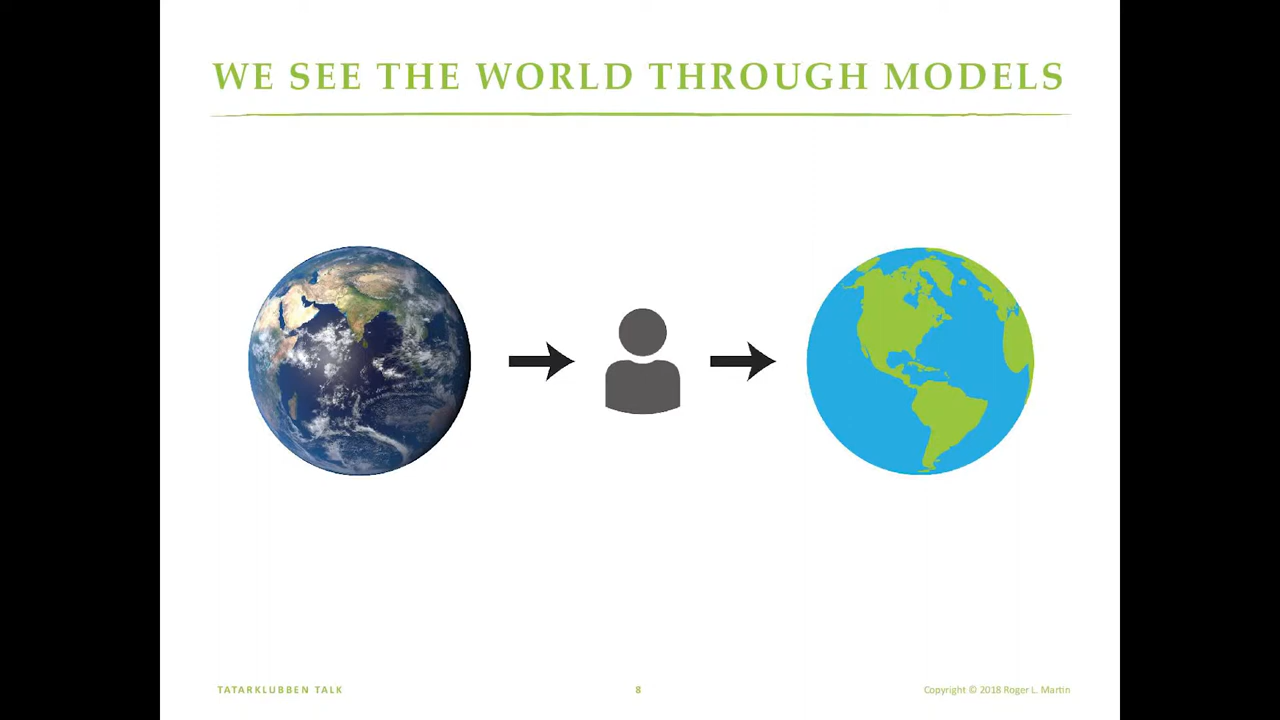 WE SEE THE WORLD THROUGH MODELS
TATARKLUBBEN TALK
8
Copyright © 2018 Roger L. Martin